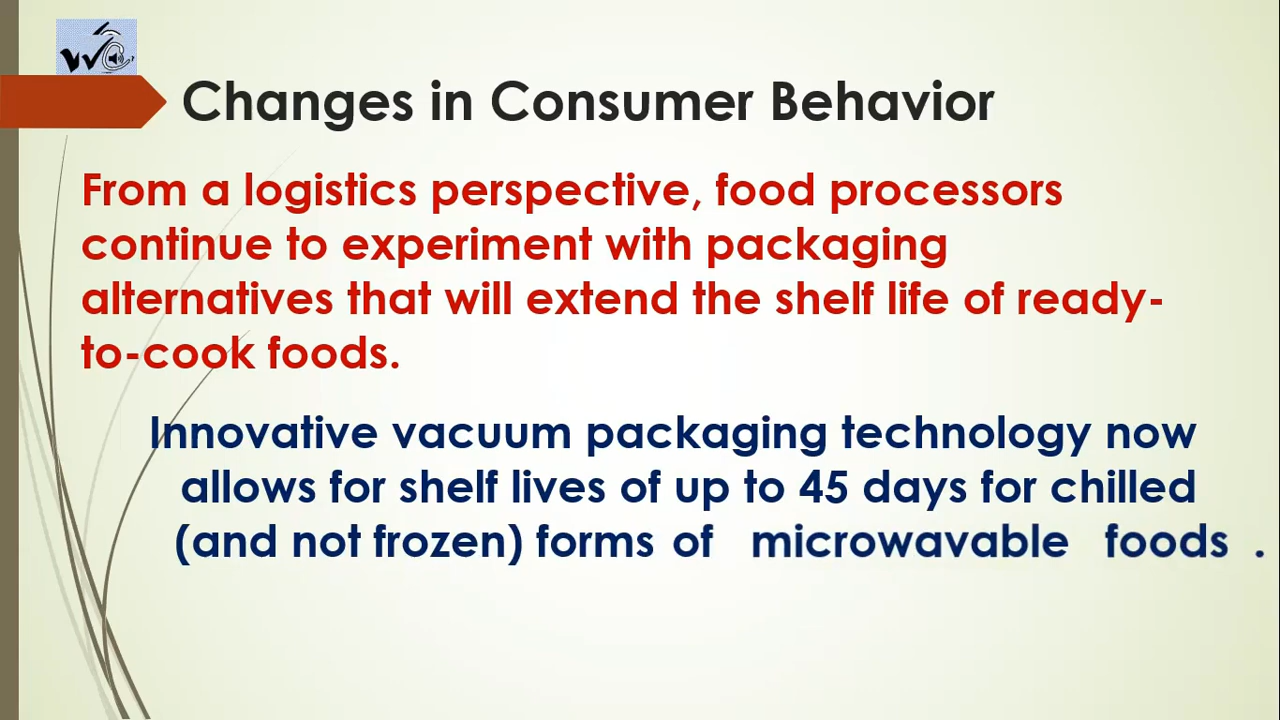 Changes in Consumer Behavior
From a logistics perspective, food processors
continue to experiment with packaging
alternatives that will extend the shelf life of ready-
to-cook foods.
Innovative vacuum packaging technology now
allows for shelf lives of up to 45 days for chilled
(and not frozen) forms of microwavable foods .